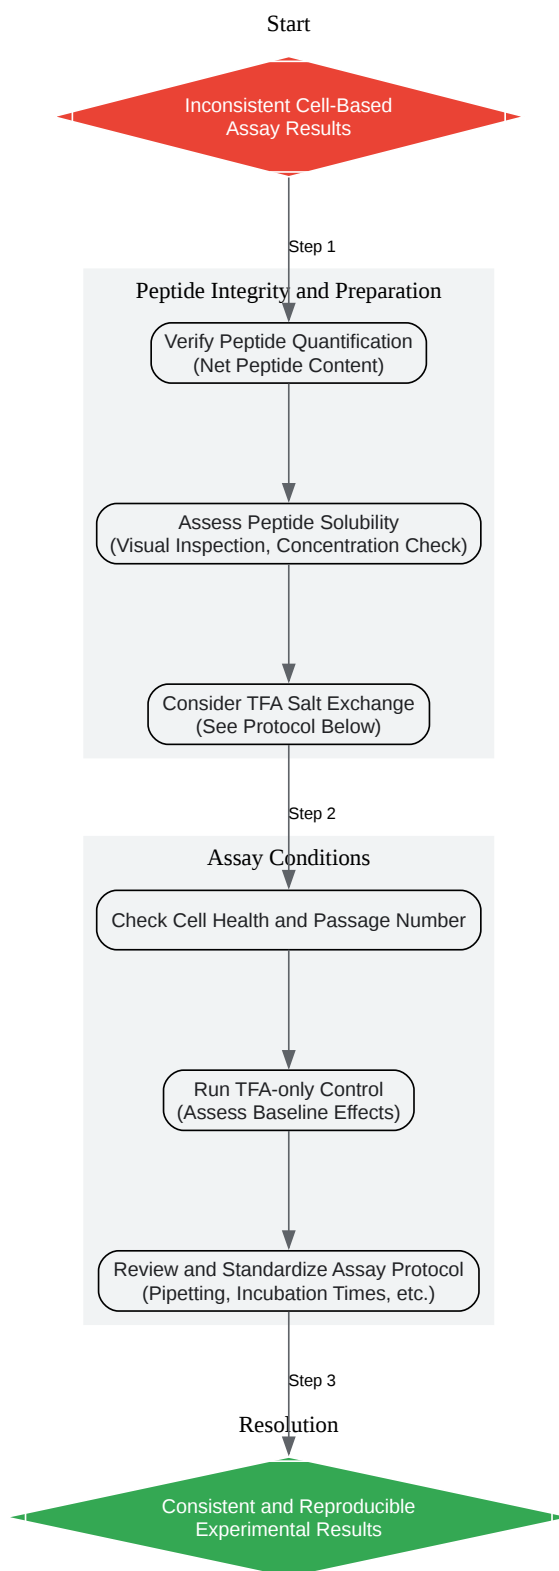 Start
Inconsistent Cell-Based
Assay Results
Step 1
Peptide Integrity and Preparation
Verify Peptide Quantification
(Net Peptide Content)
Assess Peptide Solubility
(Visual Inspection, Concentration Check)
Consider TFA Salt Exchange
(See Protocol Below)
Step 2
Assay Conditions
Check Cell Health and Passage Number
Run TFA-only Control
(Assess Baseline Effects)
Review and Standardize Assay Protocol
(Pipetting, Incubation Times, etc.)
Step 3
Resolution
Consistent and Reproducible
Experimental Results